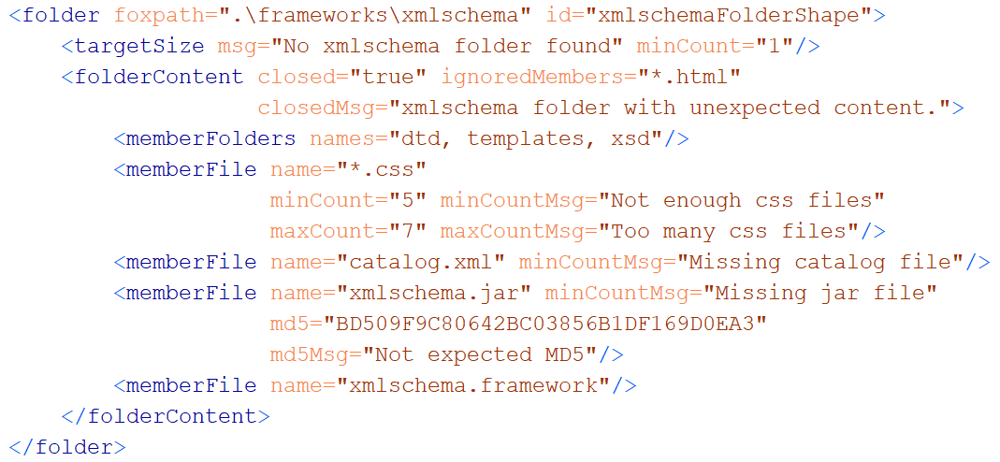 <folder foxpath=".\frameworks\xmlschema" id="xmlschemaFolderShape">
    <targetSize msg="No xmlschema folder found" minCount="1"/>
    <folderContent closed="true" ignoredMembers="*.html"
                   closedMsg="xmlschema folder with unexpected content.">
        <memberFolders names="dtd, templates, xsd"/>
        <memberFile name="*.css"
                    minCount="5" minCountMsg="Not enough css files"
                    maxCount="7" maxCountMsg="Too many css files"/>
        <memberFile name="catalog.xml" minCountMsg="Missing catalog file"/>
        <memberFile name="xmlschema.jar" minCountMsg="Missing jar file"
                    md5="BD509F9C80642BC03856B1DF169D0EA3"
                    md5Msg="Not expected MD5"/>
        <memberFile name="xmlschema.framework"/>
    </folderContent>
</folder>